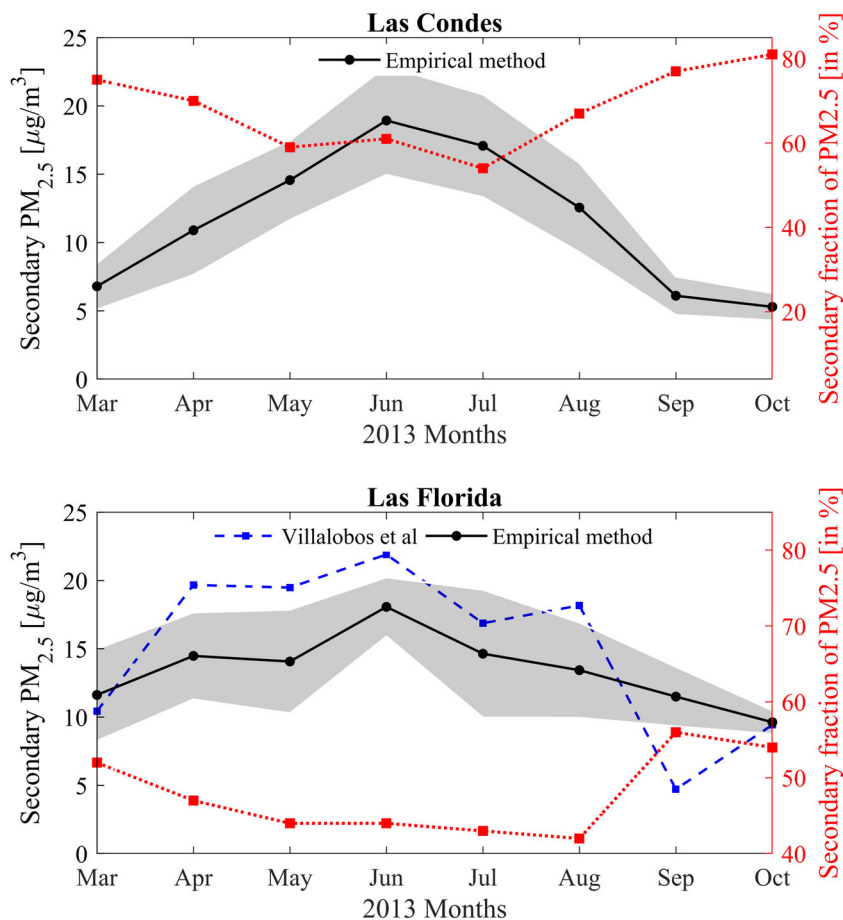 Las Condes
Empirical method
Secondary PM2.5 [µg/m3]
25
20
15
10
5
0
Mar Apr May Jun Jul Aug Sep Oct
2013 Months
80
60
40
20
Secondary fraction of PM2.5 [in %]
Las Florida
Villalobos et al Empirical method
Secondary PM2.5 [µg/m3]
25
20
15
10
5
0
Mar Apr May Jun Jul Aug Sep Oct
2013 Months
80
70
60
50
40
Secondary fraction of PM2.5 [in %]